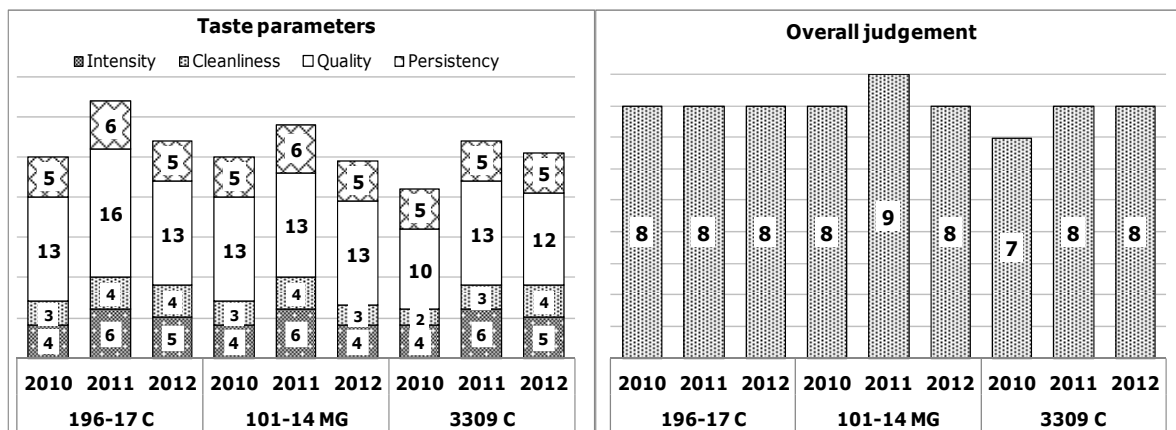 Taste parameters
Intensity Cleanliness Quality Persistency
5 6 5 5 6 5 5 5 5
13 16 13 13 13 13 10 13 12
3 4 4 3 4 3 2 3 4
4 6 5 4 6 4 4 6 5
2010 2011 2012 2010 2011 2012 2010 2011 2012
196-17 C 101-14 MG 3309 C
Overall judgement
8 8 8 8 9 8 7 8 8
2010 2011 2012 2010 2011 2012 2010 2011 2012
196-17 C 101-14 MG 3309 C